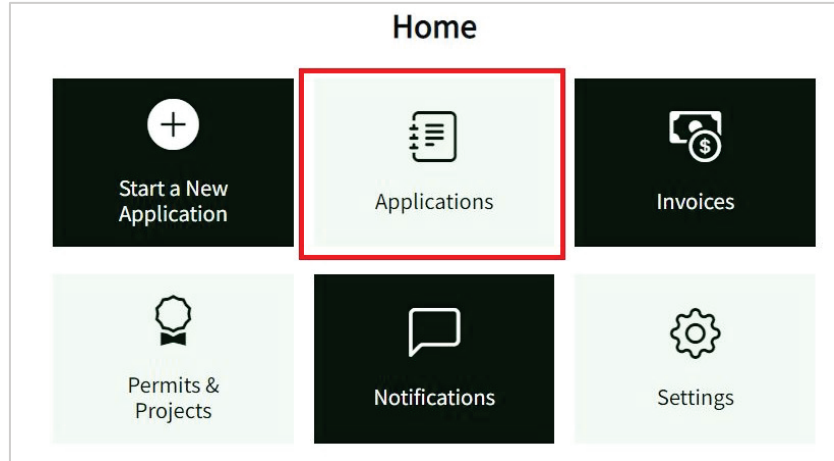 Home
Start a New
Application
Applications
$
Invoices
Permits &
Projects
Notifications
Settings